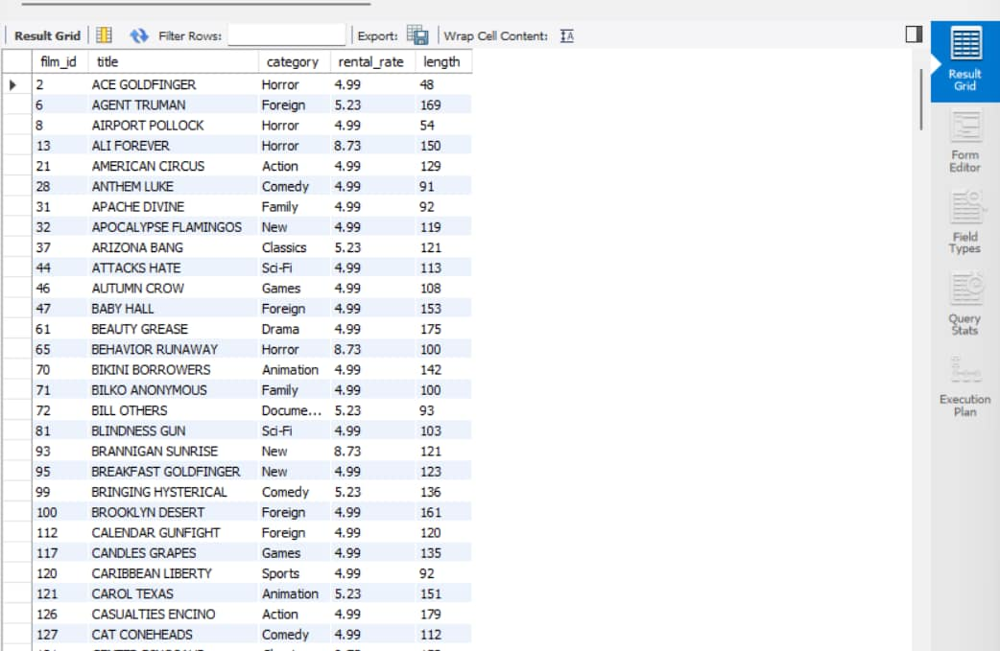 Result Grid Filter Rows: Export: Wrap Cell Content:
film_id title category rental_rate length
2 ACE GOLDFINGER Horror 4.99 48
6 AGENT TRUMAN Foreign 5.23 169
8 AIRPORT POLLOCK Horror 4.99 54
13 ALI FOREVER Horror 8.73 150
21 AMERICAN CIRCUS Action 4.99 129
28 ANTHEM LUKE Comedy 4.99 91
31 APACHE DIVINE Family 4.99 92
32 APOCALYPSE FLAMINGOS New 4.99 119
37 ARIZONA BANG Classics 5.23 121
44 ATTACKS HATE Sci-Fi 4.99 113
46 AUTUMN CROW Games 4.99 108
47 BABY HALL Foreign 4.99 153
61 BEAUTY GREASE Drama 4.99 175
65 BEHAVIOR RUNAWAY Horror 8.73 100
70 BIKINI BORROWERS Animation 4.99 142
71 BILKO ANONYMOUS Family 4.99 100
72 BILL OTHERS Docume... 5.23 93
81 BLINDNESS GUN Sci-Fi 4.99 103
93 BRANNIGAN SUNRISE New 8.73 121
95 BREAKFAST GOLDFINGER New 4.99 123
99 BRINGING HYSTERICAL Comedy 5.23 136
100 BROOKLYN DESERT Foreign 4.99 161
112 CALENDAR GUNFIGHT Foreign 4.99 120
117 CANDLES GRAPES Games 4.99 135
120 CARIBBEAN LIBERTY Sports 4.99 92
121 CAROL TEXAS Animation 5.23 151
126 CASUALTIES ENCINO Action 4.99 179
127 CAT CONEHEADS Comedy 4.99 112
Result
Grid
Form
Editor
Field
Types
Query
Stats
Execution
Plan